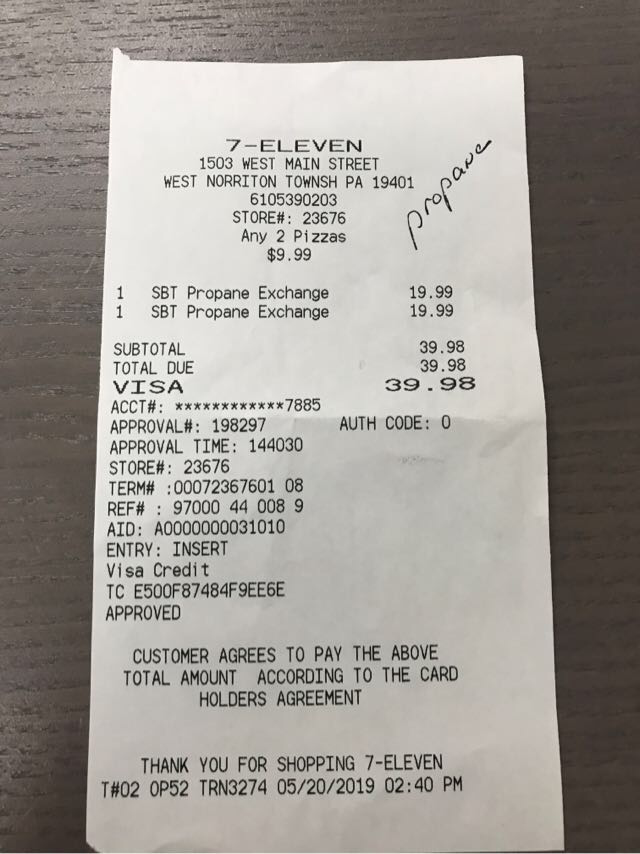 7-ELEVEN
1503 WEST MAIN STREET
WEST NORRITON TOWNSH PA 19401
6105390203
STORE#: 23676
Any 2 Pizzas
$9.99
propane
1 SBT Propane Exchange 19.99
1 SBT Propane Exchange 19.99
SUBTOTAL 39.98
TOTAL DUE 39.98
VISA 39.98
ACCT#: ************7885
APPROVAL#: 198297 AUTH CODE: 0
APPROVAL TIME: 144030
STORE#: 23676
TERM# :00072367601 08
REF# : 97000 44 008 9
AID: A0000000031010
ENTRY: INSERT
Visa Credit
TC E500F87484F9EE6E
APPROVED
CUSTOMER AGREES TO PAY THE ABOVE
TOTAL AMOUNT ACCORDING TO THE CARD
HOLDERS AGREEMENT
THANK YOU FOR SHOPPING 7-ELEVEN
T#02 OP52 TRN3274 05/20/2019 02:40 PM